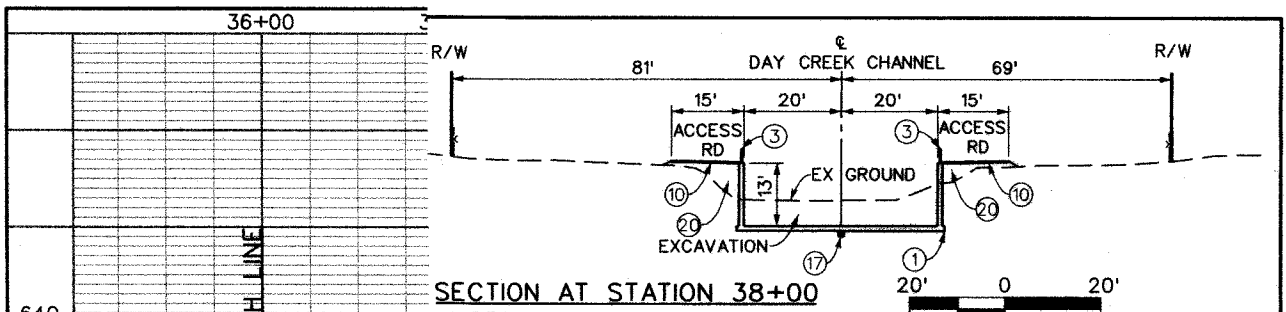 36+00
R/W
℄
R/W
81'
DAY CREEK CHANNEL
69'
15'
20'
20'
15'
ACCESS
RD
3
3
ACCESS
RD
13'
EX GROUND
10
20
20
10
EXCAVATION
17
1
H LINE
SECTION AT STATION 38+00
20'
0
20'